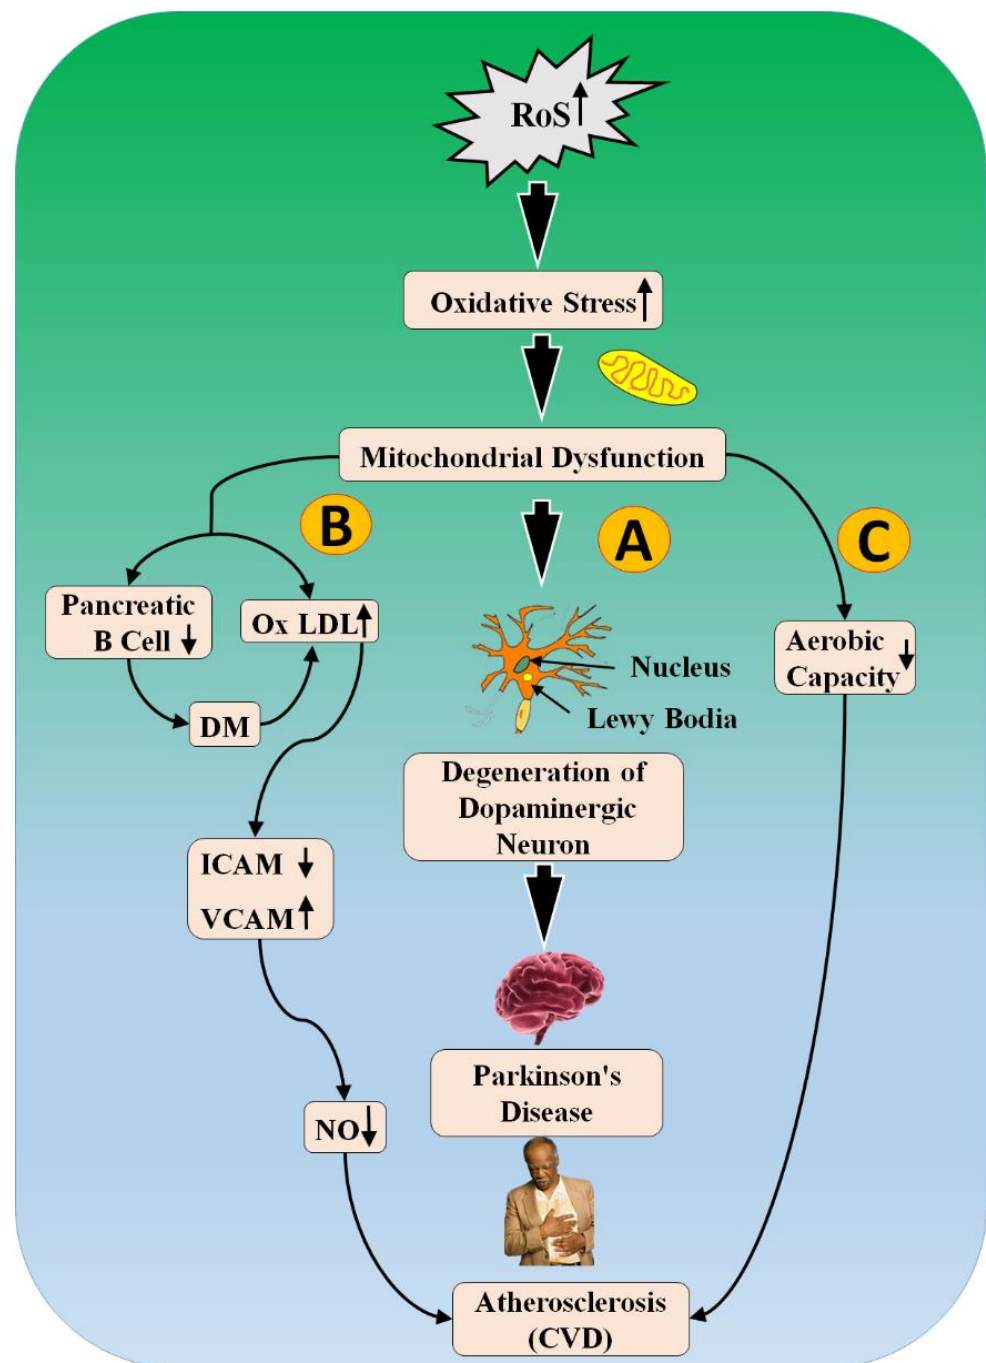 RoS
Oxidative Stress
Mitochondrial Dysfunction
B
A
C
Pancreatic
B Cell
Ox LDL
DM
Nucleus
Lewy Bodia
Aerobic
Capacity
Degeneration of
Dopaminergic
Neuron
ICAM
VCAM
NO
Parkinson's
Disease
Atherosclerosis
(CVD)